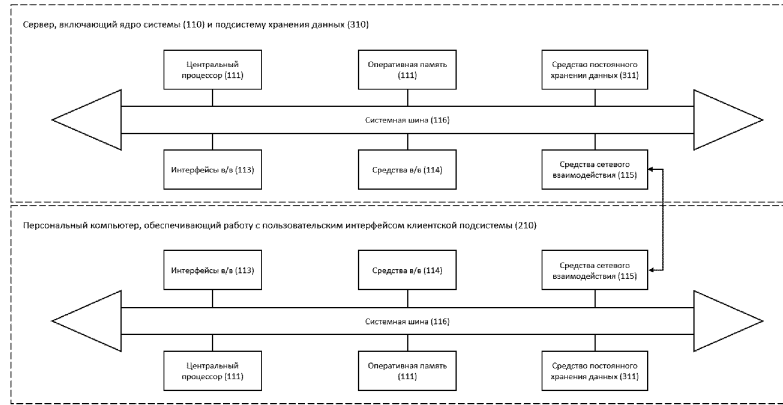 Сервер, включающий ядро системы (110) и подсистему хранения данных (310)
Центральный
процессор (111)
Оперативная память
(111)
Средство постоянного
хранения данных (311)
Системная шина (116)
Интерфейсы в/в (113)
Средства в/в (114)
Средства сетевого
взаимодействия (115)
Персональный компьютер, обеспечивающий работу с пользовательским интерфейсом клиентской подсистемы (210)
Интерфейсы в/в (113)
Средства в/в (114)
Средства сетевого
взаимодействия (115)
Системная шина (116)
Центральный
процессор (111)
Оперативная память
(111)
Средство постоянного
хранения данных (311)